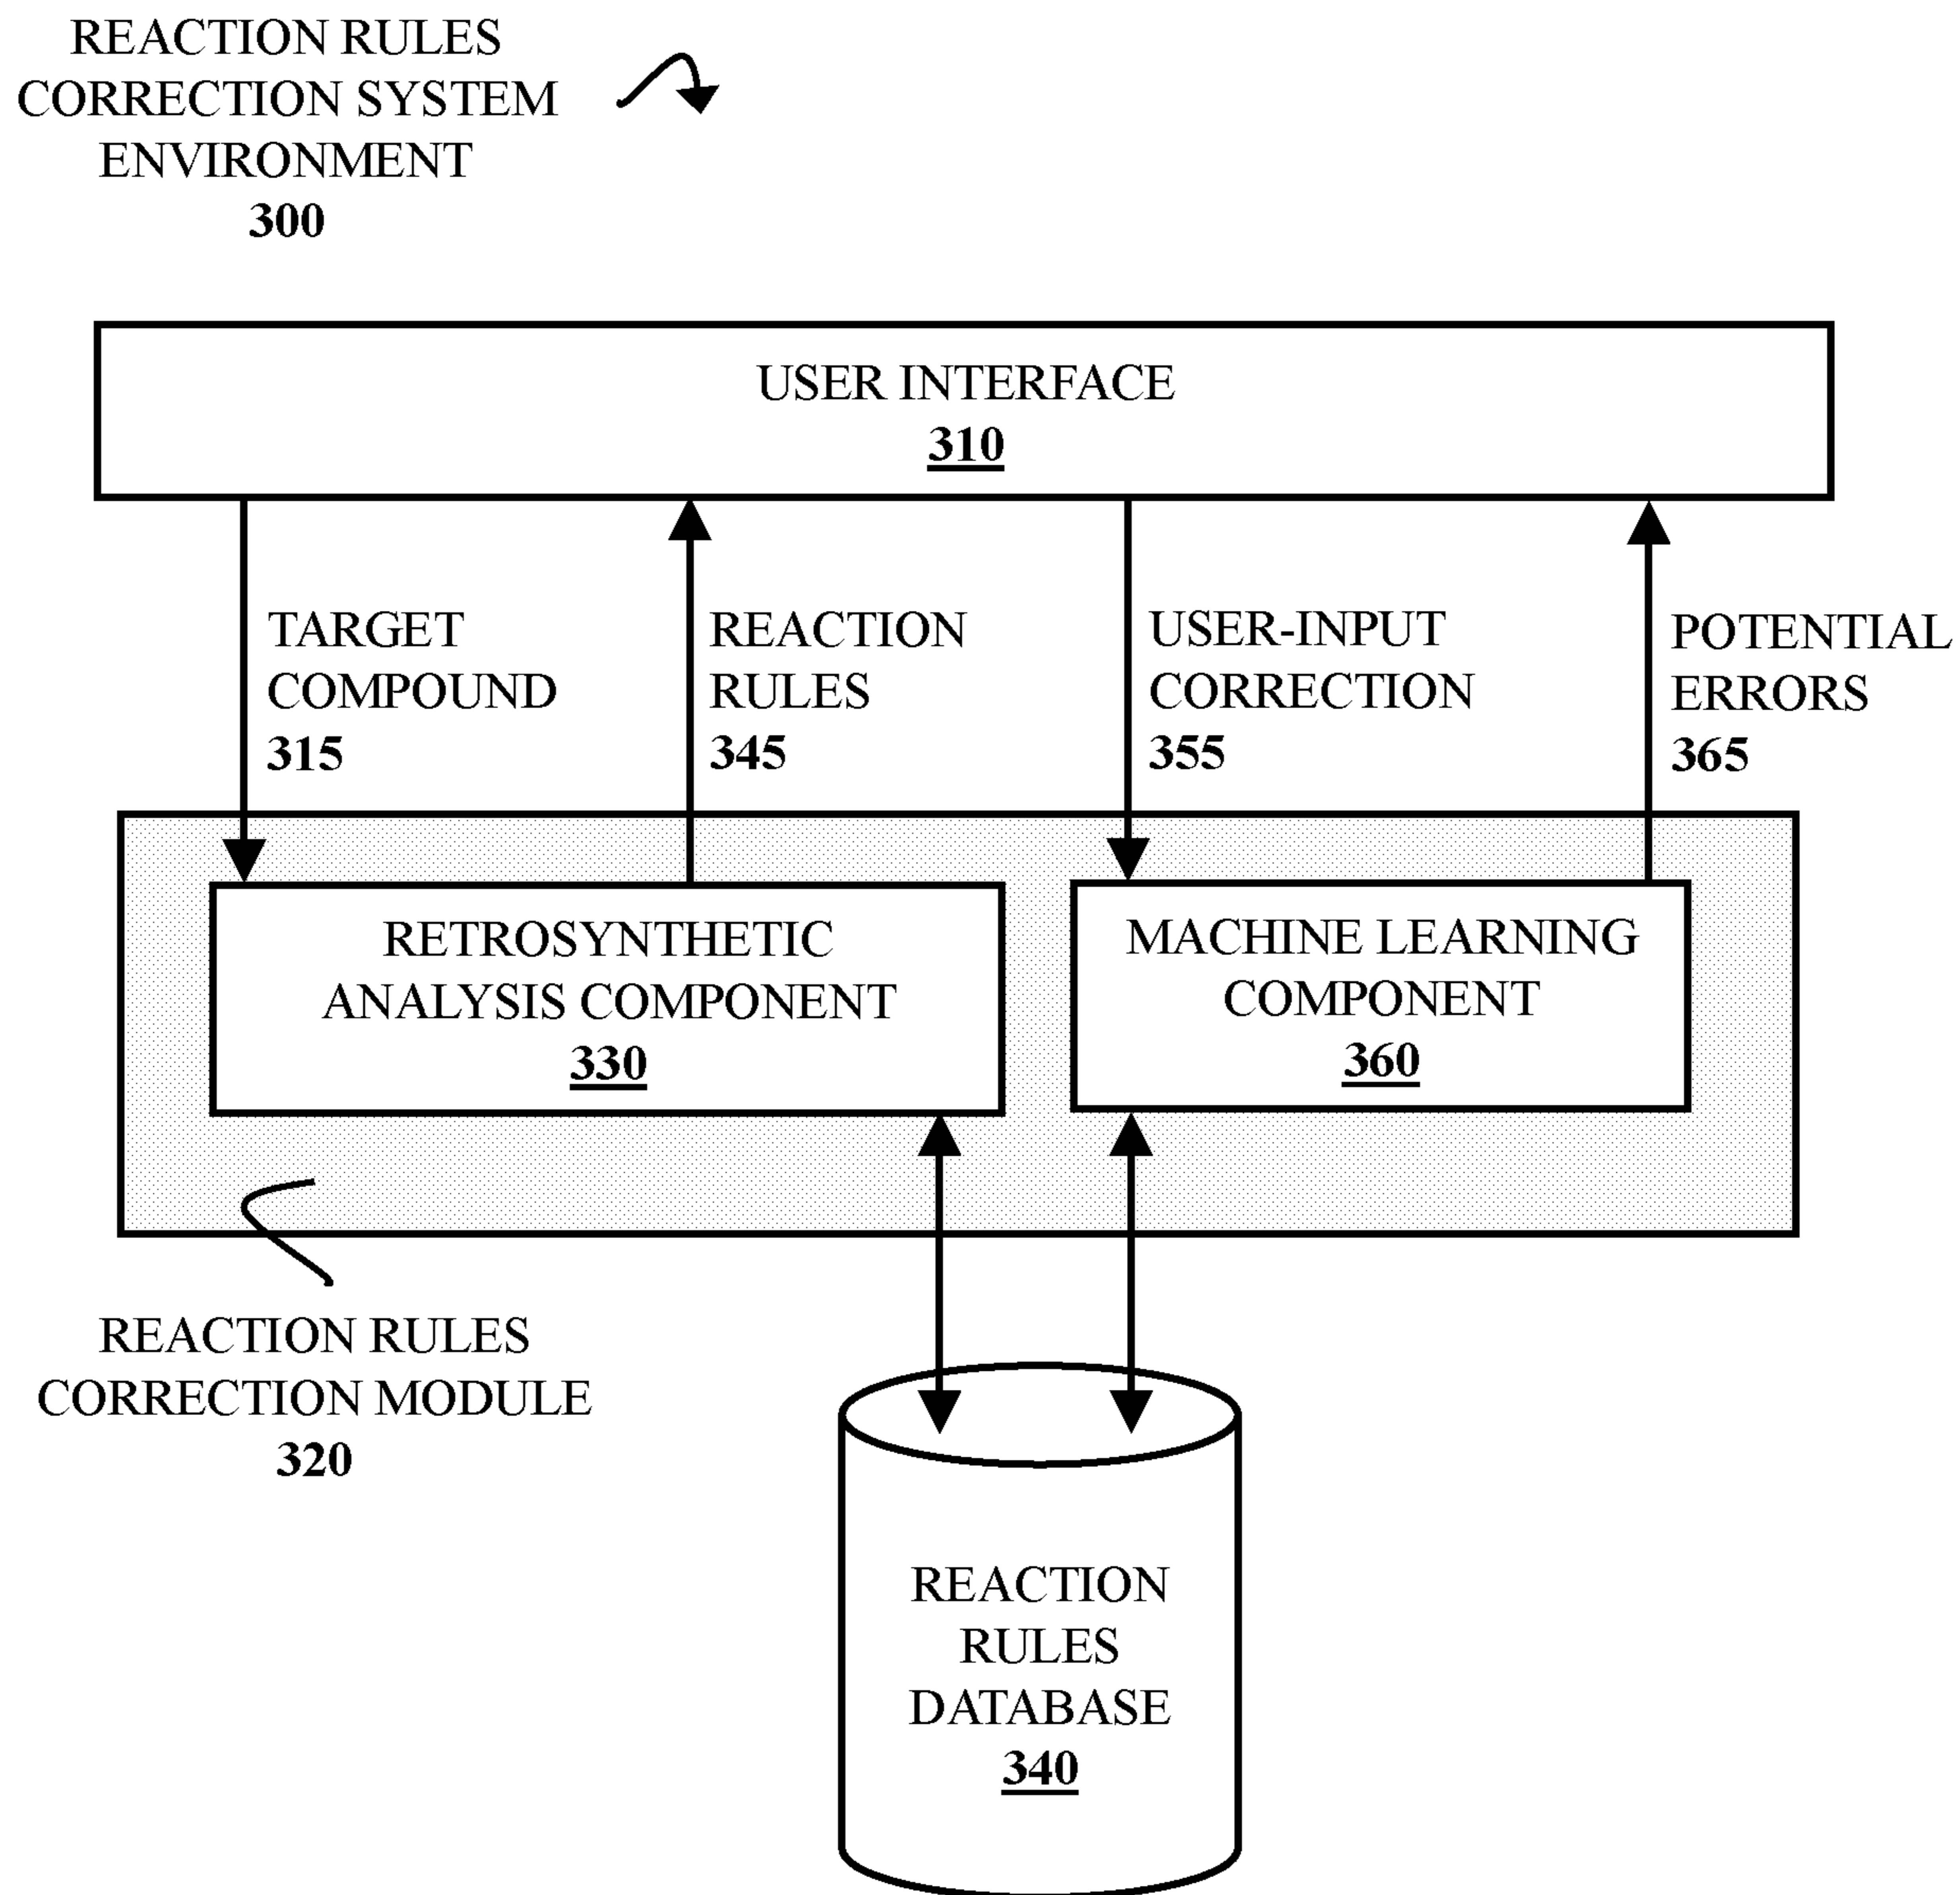 REACTION RULES
CORRECTION SYSTEM
ENVIRONMENT
300
USER INTERFACE
310
TARGET
COMPOUND
315
REACTION
RULES
345
USER-INPUT
CORRECTION
355
POTENTIAL
ERRORS
365
RETROSYNTHETIC
ANALYSIS COMPONENT
330
MACHINE LEARNING
COMPONENT
360
REACTION RULES
CORRECTION MODULE
320
REACTION
RULES
DATABASE
340